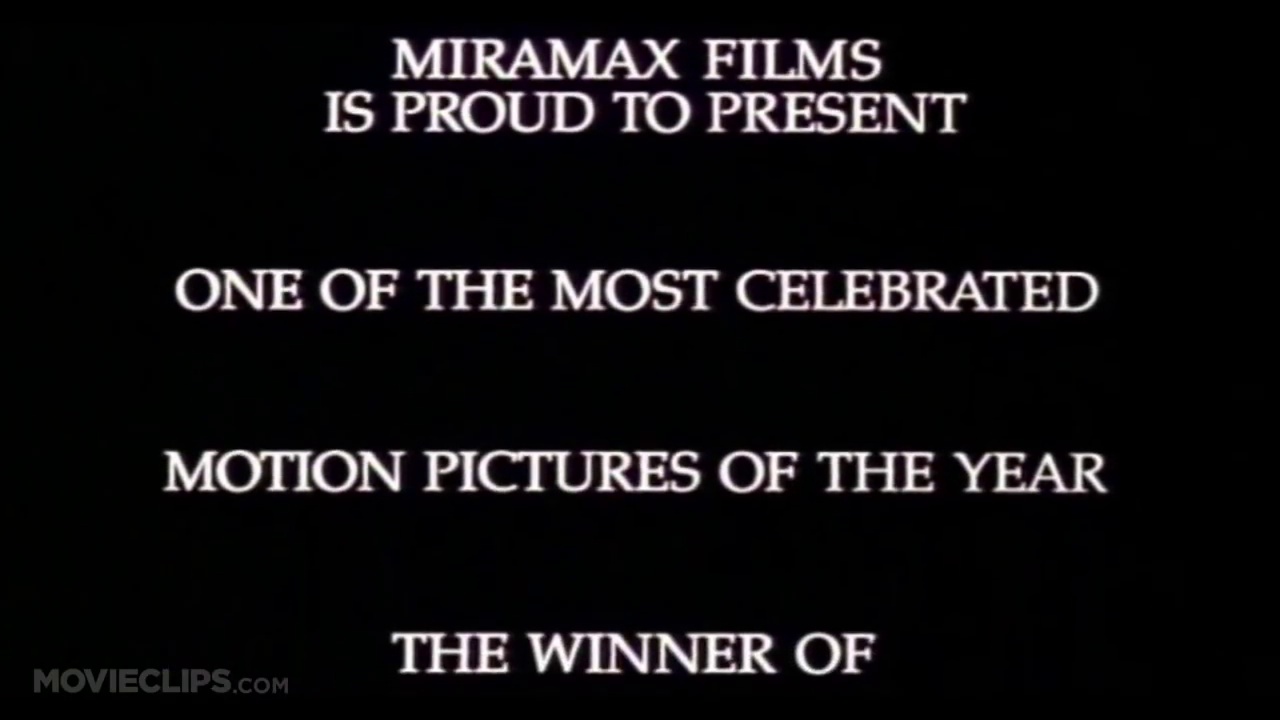 MIRAMAX FILMS
IS PROUD TO PRESENT
ONE OF THE MOST CELEBRATED
MOTION PICTURES OF THE YEAR
THE WINNER OF
MOVIECLIPS.COM